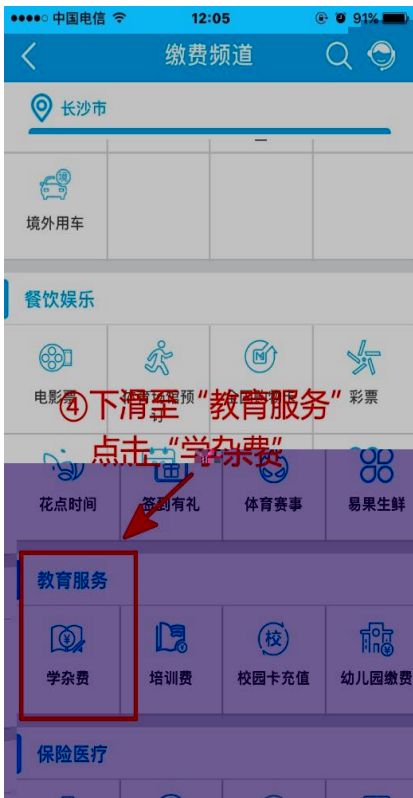 中国电信 12:05 91%
缴费频道
长沙市
境外用车
餐饮娱乐
电影票 彩票
④下滑至“教育服务”
点击“学杂费”
花点时间 签到有礼 体育赛事 易果生鲜
教育服务
学杂费 培训费 校园卡充值 幼儿园缴费
保险医疗